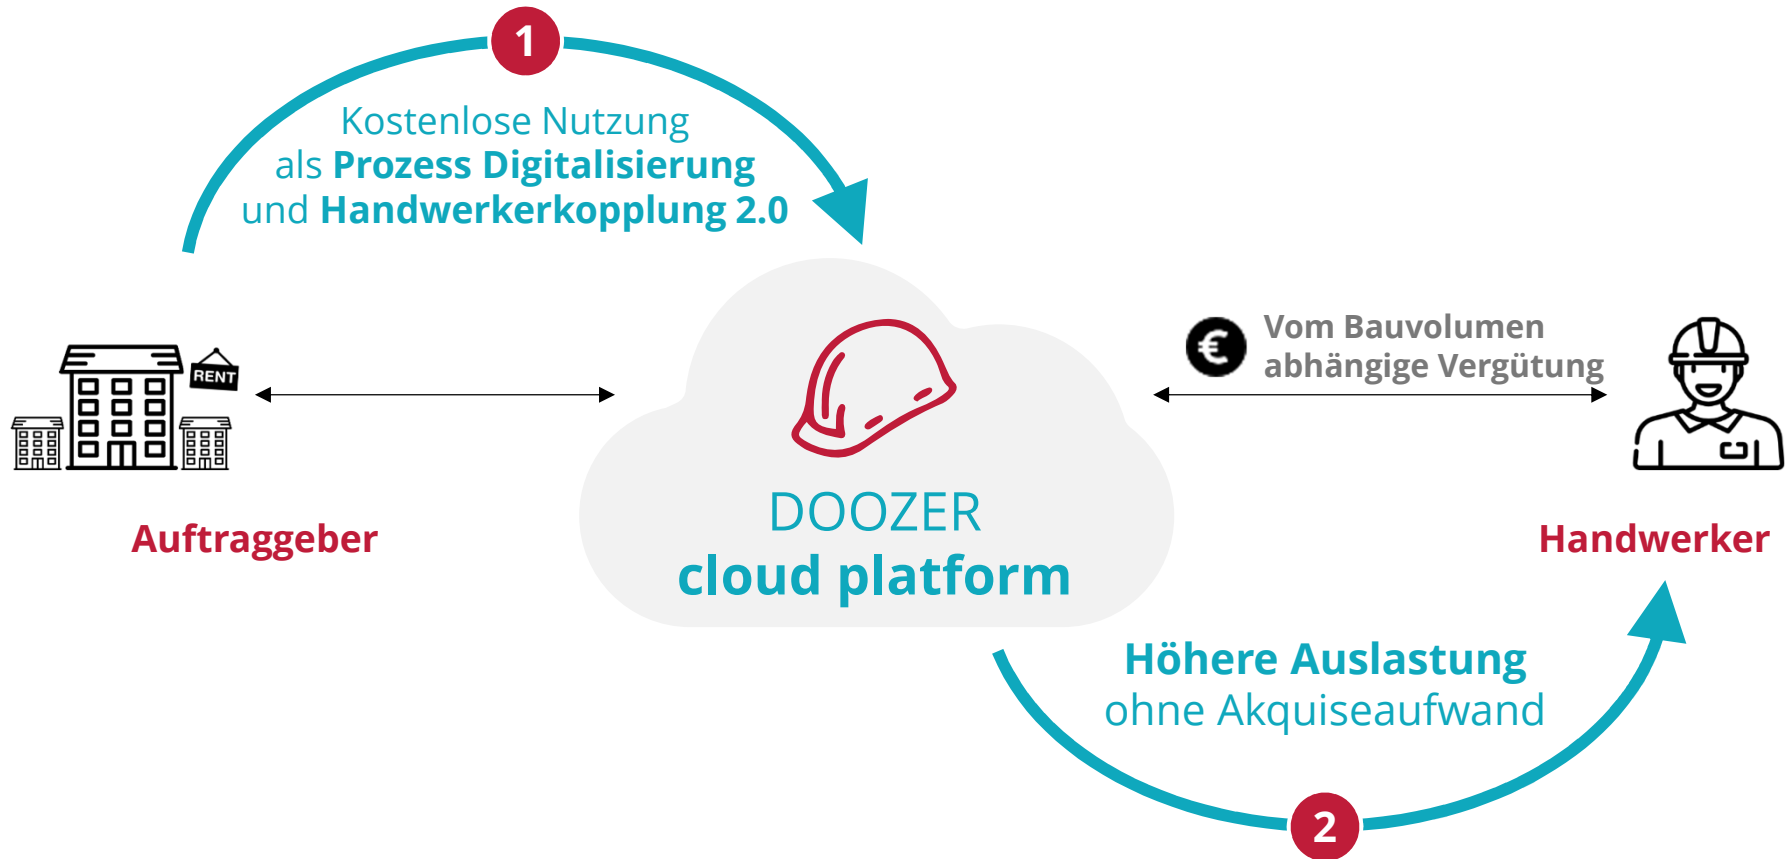 1
Kostenlose Nutzung
als Prozess Digitalisierung
und Handwerkerkopplung 2.0
RENT
€
Vom Bauvolumen
abhängige Vergütung
Auftraggeber
DOOZER
cloud platform
Handwerker
Höhere Auslastung
ohne Akquiseaufwand
2